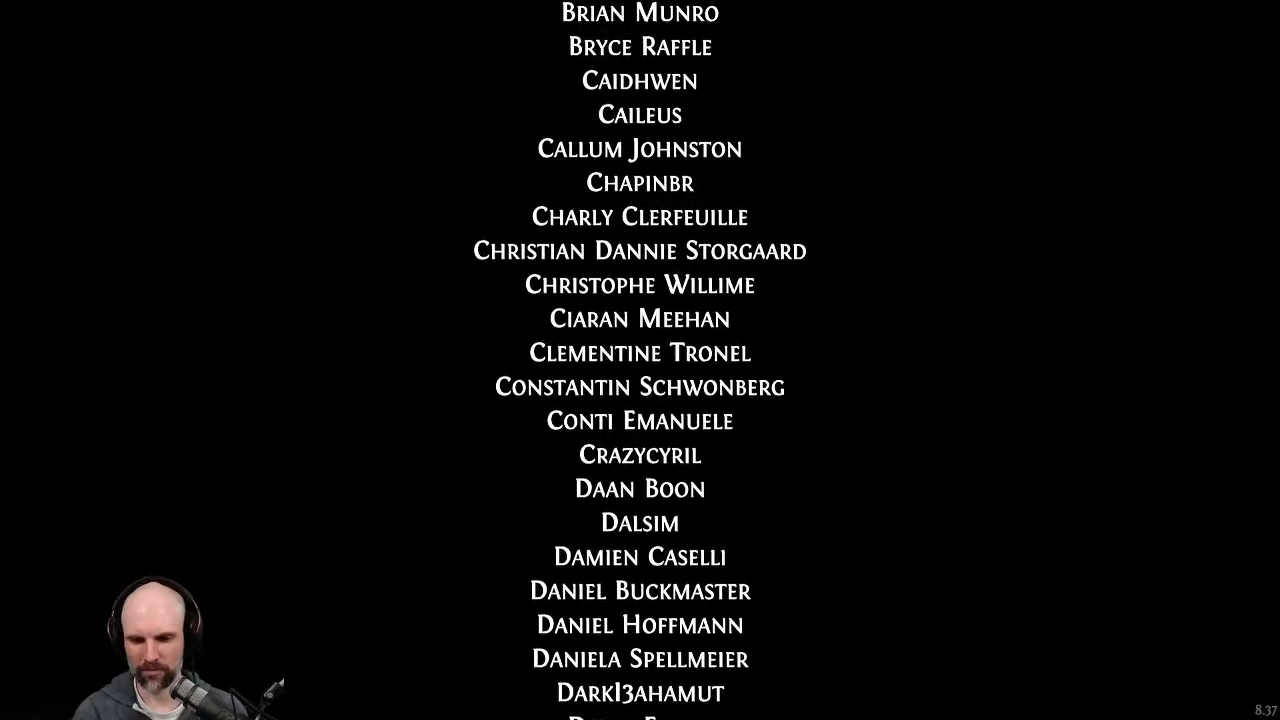 Brian Munro
Bryce Raffle
Caidhwen
Caileus
Callum Johnston
Chapinbr
Charly Clerfeuille
Christian Dannie Storgaard
Christophe Willime
Ciaran Meehan
Clementine Tronel
Constantin Schwonberg
Conti Emanuele
Crazycyril
Daan Boon
Dalsim
Damien Caselli
Daniel Buckmaster
Daniel Hoffmann
Daniela Spellmeier
DarkI3ahamut
8.37